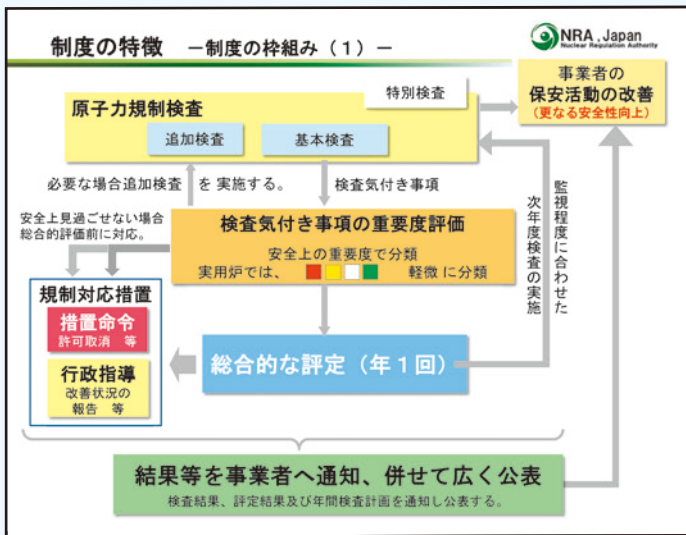 制度の特徴 －制度の枠組み（1）－
NRA, Japan
Nuclear Regulation Authority
事業者の
保安活動の改善
(更なる安全性向上)
特別検査
原子力規制検査
追加検査
基本検査
必要な場合追加検査 を 実施する。
検査気付き事項
監視程度に合わせた
次年度検査の実施
安全上見過ごせない場合
総合的評価前に対応。
検査気付き事項の重要度評価
安全上の重要度で分類
実用炉では、 軽微 に分類
規制対応措置
措置命令
許可取消 等
行政指導
改善状況の
報告 等
総合的な評定（年１回）
結果等を事業者へ通知、併せて広く公表
検査結果、評定結果及び年間検査計画を通知し公表する。